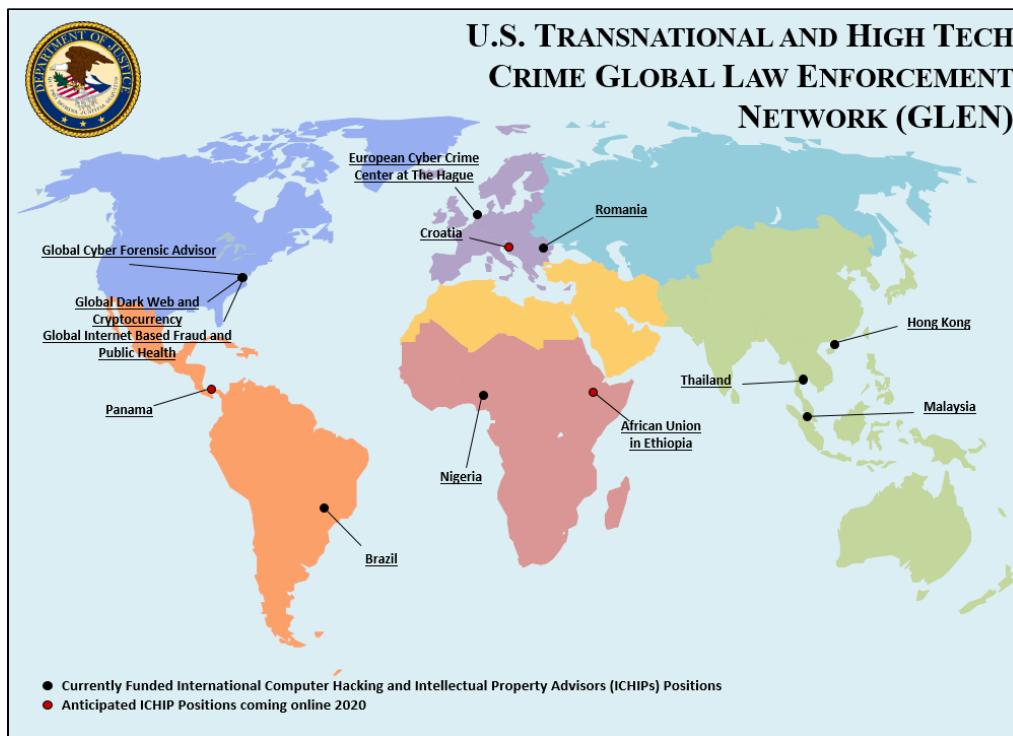 U.S. TRANSNATIONAL AND HIGH TECH
CRIME GLOBAL LAW ENFORCEMENT
NETWORK (GLEN)
DEPARTMENT OF JUSTICE
European Cyber Crime
Center at The Hague
Romania
Croatia
Global Cyber Forensic Advisor
Global Dark Web and
Cryptocurrency
Global Internet Based Fraud and
Public Health
Hong Kong
Thailand
Malaysia
Panama
African Union
in Ethiopia
Nigeria
Brazil
Currently Funded International Computer Hacking and Intellectual Property Advisors (ICHIPs) Positions
Anticipated ICHIP Positions coming online 2020